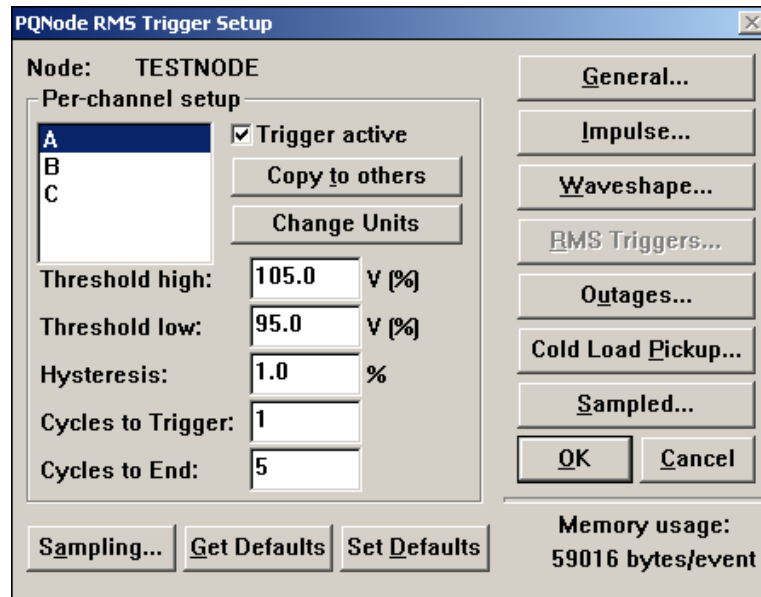 PQNode RMS Trigger Setup
Node: TESTNODE
Per-channel setup
A
B
C
Trigger active
Copy to others
Change Units
Threshold high: 105.0 V (%)
Threshold low: 95.0 V (%)
Hysteresis: 1.0 %
Cycles to Trigger: 1
Cycles to End: 5
General...
Impulse...
Waveshape...
RMS Triggers...
Outages...
Cold Load Pickup...
Sampled...
OK Cancel
Sampling... Get Defaults Set Defaults
Memory usage:
59016 bytes/event